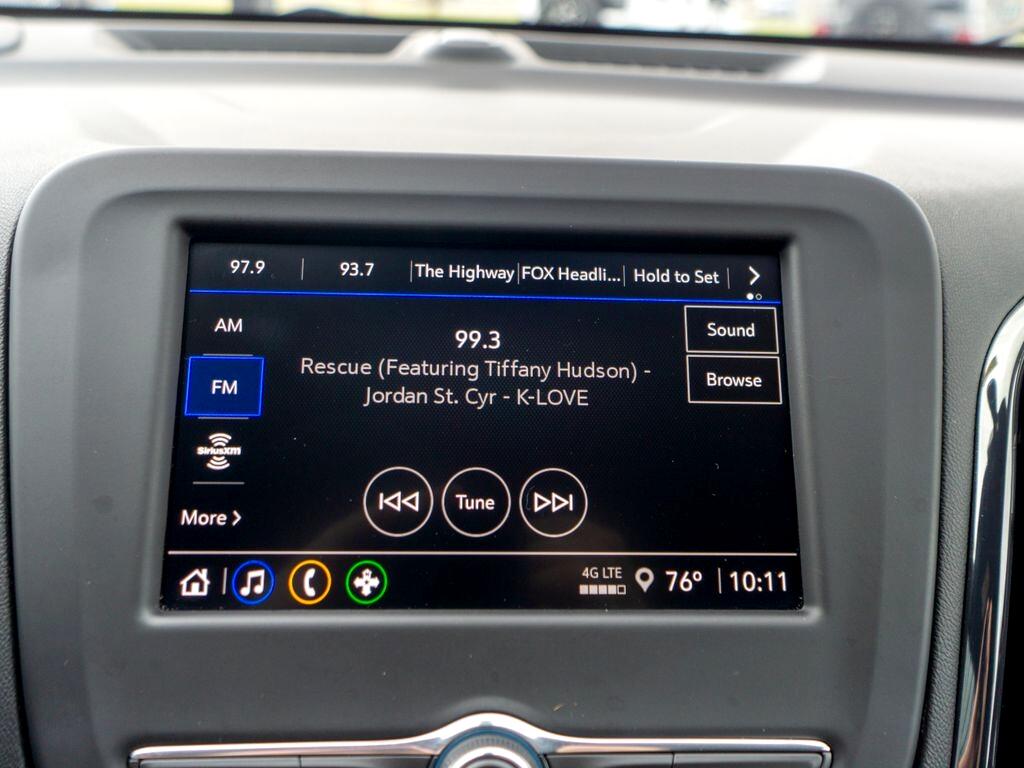 97.9 93.7 The Highway FOX Headli... Hold to Set
AM
99.3
Sound
Rescue (Featuring Tiffany Hudson) -
Jordan St. Cyr - K-LOVE
FM
Browse
SiriusXM
Tune
More
4G LTE 76° 10:11